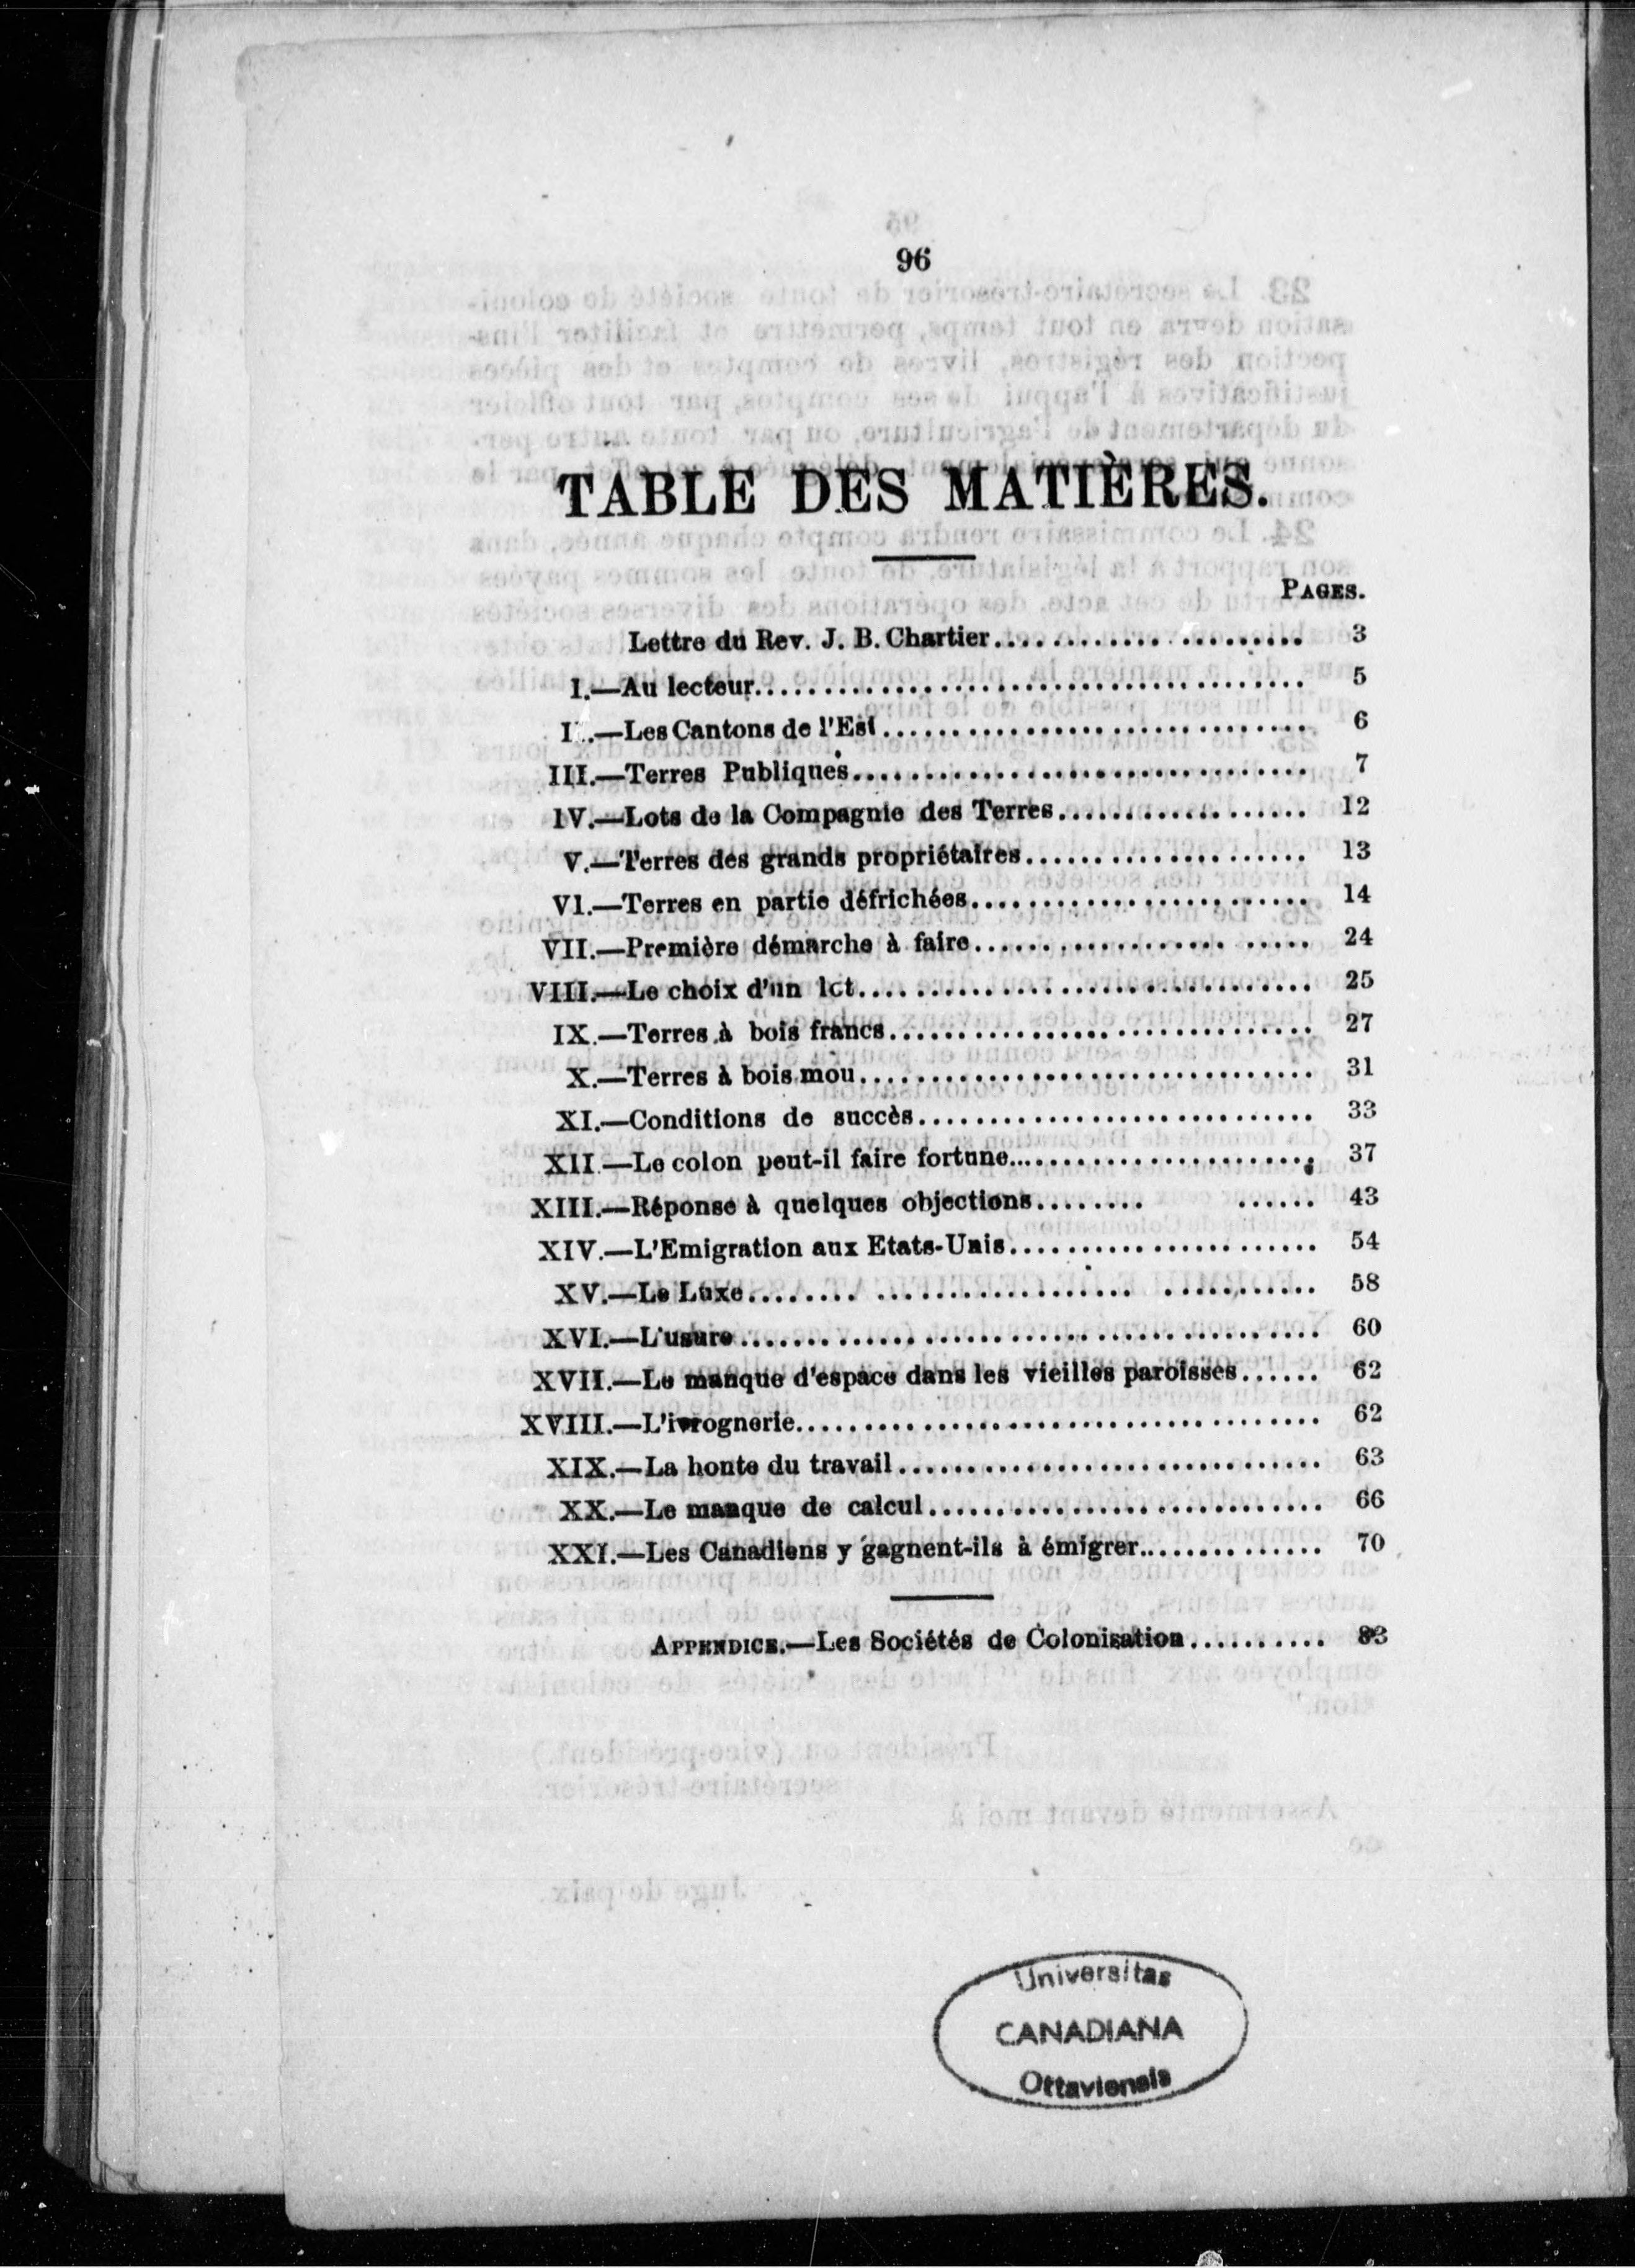 96
TABLE DES MATIÈRES.
PAGES.
Lettre du Rev. J. B. Chartier........................ 3
I.—Au lecteur........................................ 5
II.—Les Cantons de l'Est.............................. 6
III.—Terres Publiques................................ 7
IV.—Lots de la Compagnie des Terres.................. 12
V.—Terres des grands propriétaires.................... 13
VI.—Terres en partie défrichées........................ 14
VII.—Première démarche à faire.................. ..... 24
VIII.—Le choix d'un lot................................ 25
IX.—Terres à bois francs.............................. 27
X.—Terres à bois mou................................ 31
XI.—Conditions de succès............................ 33
XII.—Le colon peut-il faire fortune...................... 37
XIII.—Réponse à quelques objections........ ...... 43
XIV.—L'Emigration aux Etats-Unis...................... 54
XV.—Le Luxe........ .................. ........... 58
XVI.—L'usure........................................ 60
XVII.—Le manque d'espace dans les vieilles paroisses...... 62
XVIII.—L'ivrognerie..................................... 62
XIX.—La honte du travail.............................. 63
XX.—Le manque de calcul............................ 66
XXI.—Les Canadiens y gagnent-ils à émigrer.............. 70
APPENDICE.—Les Sociétés de Colonisation.......... 83
Universitas
CANADIANA
Ottaviensis